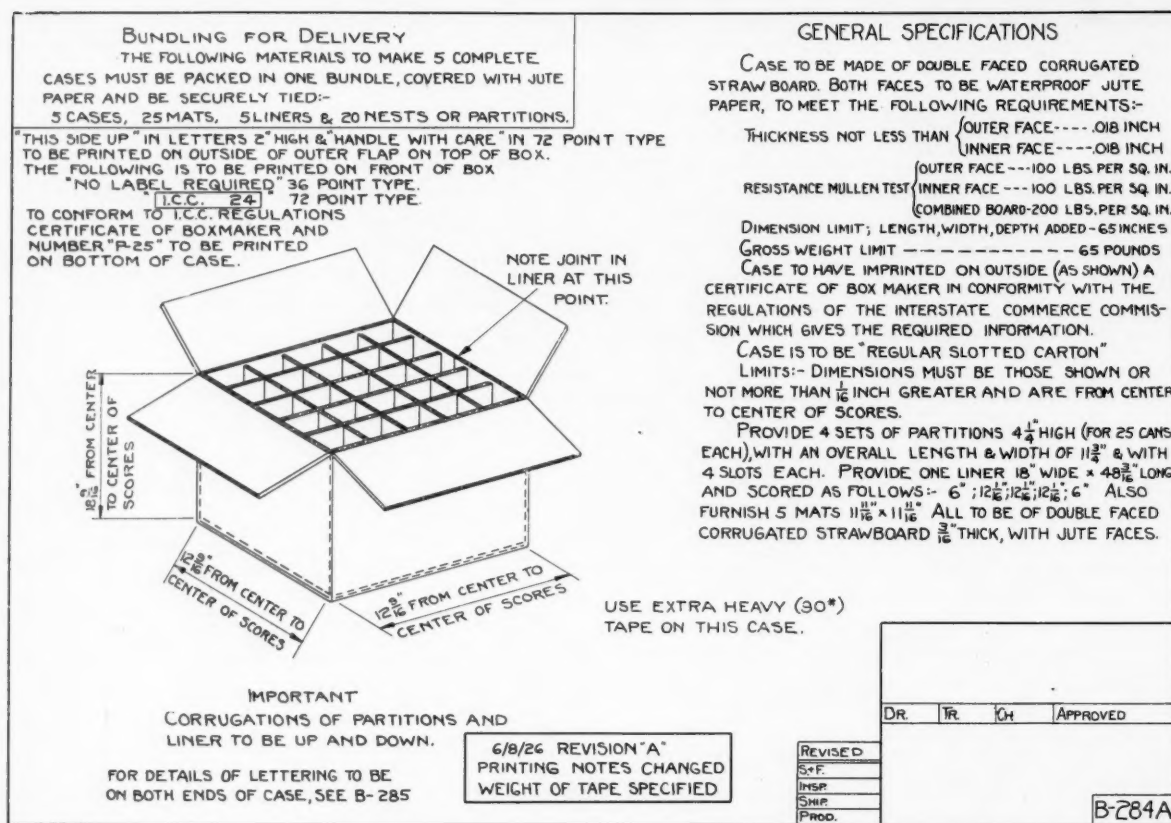 BUNDLING FOR DELIVERY
THE FOLLOWING MATERIALS TO MAKE 5 COMPLETE
CASES MUST BE PACKED IN ONE BUNDLE, COVERED WITH JUTE
PAPER AND BE SECURELY TIED:-
5 CASES, 25 MATS, 5 LINERS & 20 NESTS OR PARTITIONS.
"THIS SIDE UP" IN LETTERS 2" HIGH & "HANDLE WITH CARE" IN 72 POINT TYPE
TO BE PRINTED ON OUTSIDE OF OUTER FLAP ON TOP OF BOX.
THE FOLLOWING IS TO BE PRINTED ON FRONT OF BOX
"NO LABEL REQUIRED" 36 POINT TYPE.
"I.C.C. 24" 72 POINT TYPE.
TO CONFORM TO I.C.C. REGULATIONS
CERTIFICATE OF BOXMAKER AND
NUMBER "P-25" TO BE PRINTED
ON BOTTOM OF CASE.
NOTE JOINT IN
LINER AT THIS
POINT.
18 9/16" FROM CENTER
TO CENTER OF
SCORES
12 9/16" FROM CENTER TO
CENTER OF SCORES
12 9/16" FROM CENTER TO
CENTER OF SCORES
IMPORTANT
CORRUGATIONS OF PARTITIONS AND
LINER TO BE UP AND DOWN.
FOR DETAILS OF LETTERING TO BE
ON BOTH ENDS OF CASE, SEE B-285
6/8/26 REVISION "A"
PRINTING NOTES CHANGED
WEIGHT OF TAPE SPECIFIED
GENERAL SPECIFICATIONS
CASE TO BE MADE OF DOUBLE FACED CORRUGATED
STRAW BOARD. BOTH FACES TO BE WATERPROOF JUTE
PAPER, TO MEET THE FOLLOWING REQUIREMENTS:-
THICKNESS NOT LESS THAN { OUTER FACE-----.018 INCH
INNER FACE-----.018 INCH
RESISTANCE MULLEN TEST { OUTER FACE---100 LBS. PER SQ. IN.
INNER FACE---100 LBS. PER SQ. IN.
COMBINED BOARD-200 LBS. PER SQ. IN.
DIMENSION LIMIT; LENGTH, WIDTH, DEPTH ADDED-65 INCHES
GROSS WEIGHT LIMIT ------------ 65 POUNDS
CASE TO HAVE IMPRINTED ON OUTSIDE (AS SHOWN) A
CERTIFICATE OF BOX MAKER IN CONFORMITY WITH THE
REGULATIONS OF THE INTERSTATE COMMERCE COMMIS-
SION WHICH GIVES THE REQUIRED INFORMATION.
CASE IS TO BE "REGULAR SLOTTED CARTON"
LIMITS:- DIMENSIONS MUST BE THOSE SHOWN OR
NOT MORE THAN 1/16 INCH GREATER AND ARE FROM CENTER
TO CENTER OF SCORES.
PROVIDE 4 SETS OF PARTITIONS 4 1/4" HIGH (FOR 25 CANS
EACH), WITH AN OVERALL LENGTH & WIDTH OF 11 3/4" & WITH
4 SLOTS EACH. PROVIDE ONE LINER 18" WIDE x 48 3/16" LONG
AND SCORED AS FOLLOWS:- 6"; 12 1/16"; 12 1/16"; 12 1/16"; 6" ALSO
FURNISH 5 MATS 11 11/16" x 11 11/16" ALL TO BE OF DOUBLE FACED
CORRUGATED STRAWBOARD 3/16" THICK, WITH JUTE FACES.
USE EXTRA HEAVY (90#)
TAPE ON THIS CASE.
DR. TR. CH APPROVED
REVISED
S.+F.
INSP.
SHIP.
PROD.
B-284A